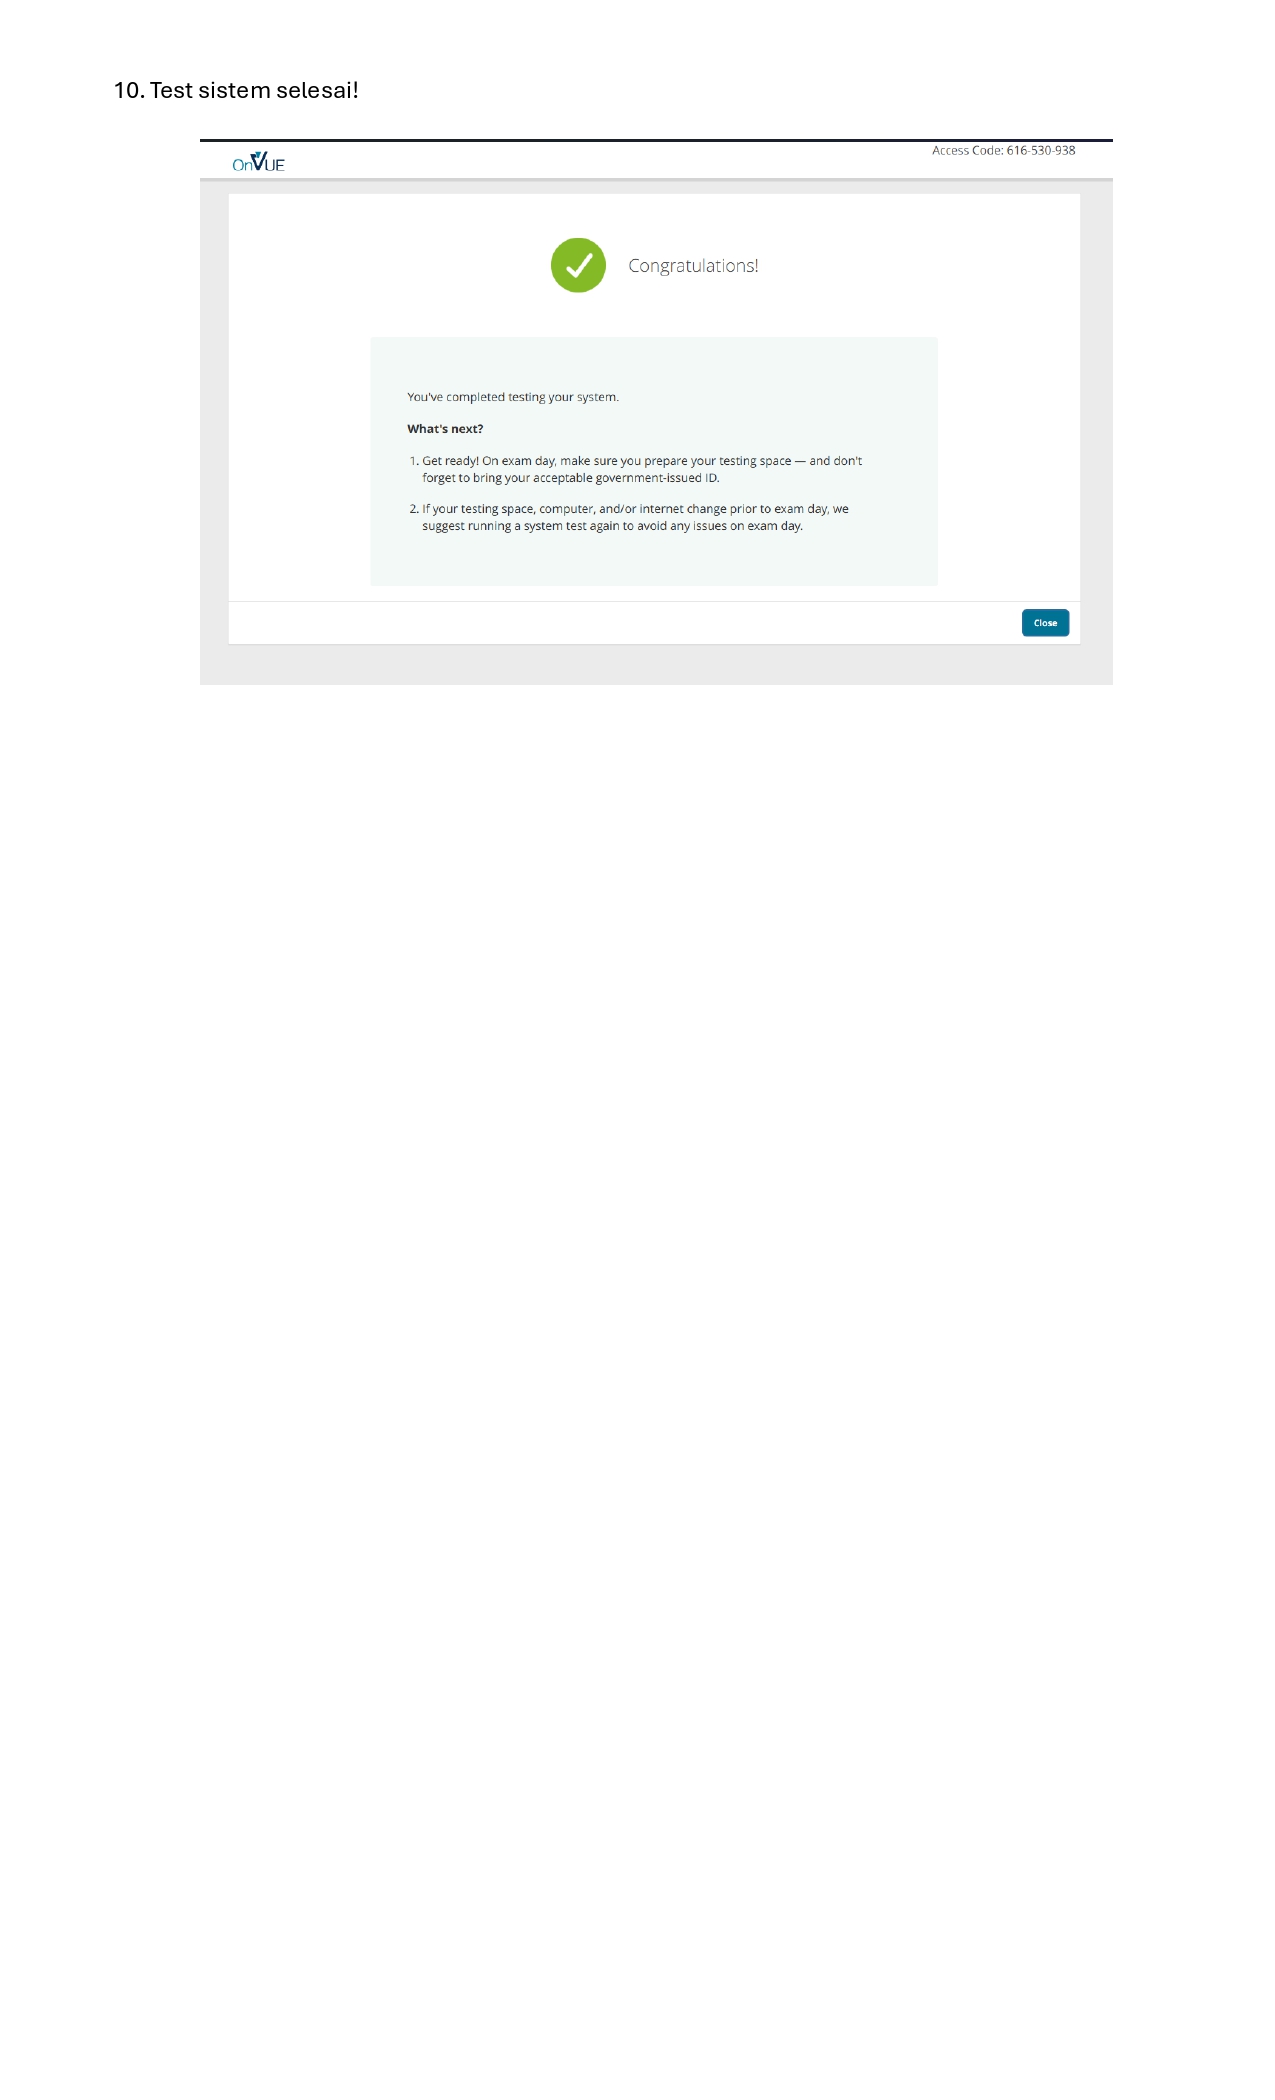 10. Test sistem selesai!
OnVUE
Access Code: 616-530-938
Congratulations!
You've completed testing your system.
What's next?
1. Get ready! On exam day, make sure you prepare your testing space — and don't
forget to bring your acceptable government-issued ID.
2. If your testing space, computer, and/or internet change prior to exam day, we
suggest running a system test again to avoid any issues on exam day.
Close